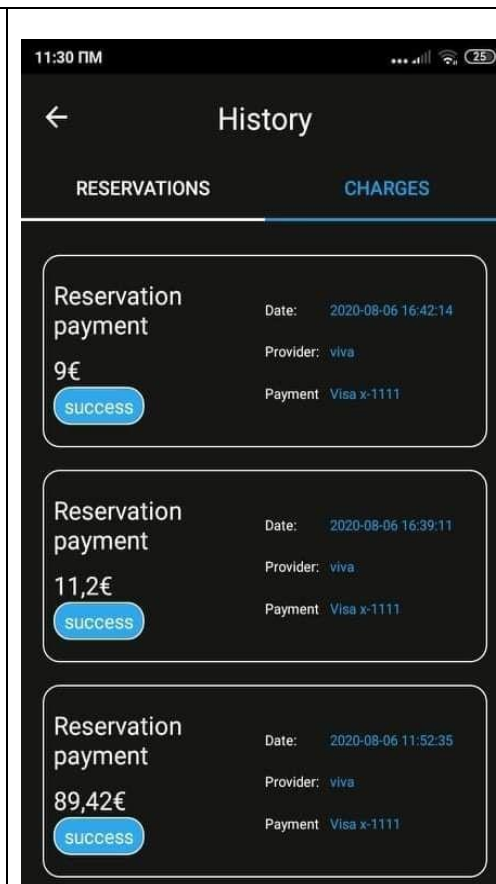 11:30 ΠΜ
25
History
RESERVATIONS CHARGES
Reservation payment
9€
success
Date: 2020-08-06 16:42:14
Provider: viva
Payment Visa x-1111
Reservation payment
11,2€
success
Date: 2020-08-06 16:39:11
Provider: viva
Payment Visa x-1111
Reservation payment
89,42€
success
Date: 2020-08-06 11:52:35
Provider: viva
Payment Visa x-1111